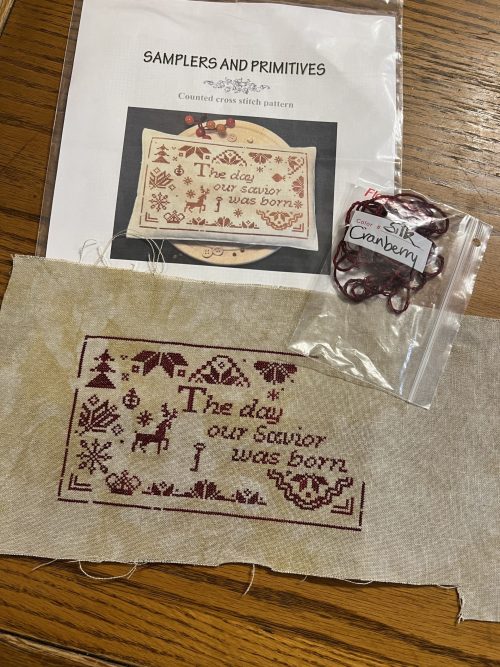 SAMPLERS AND PRIMITIVES
Counted cross stitch pattern
The day
our savior
was born
Color #
Silk
Cranberry
The day
our Savior
was born